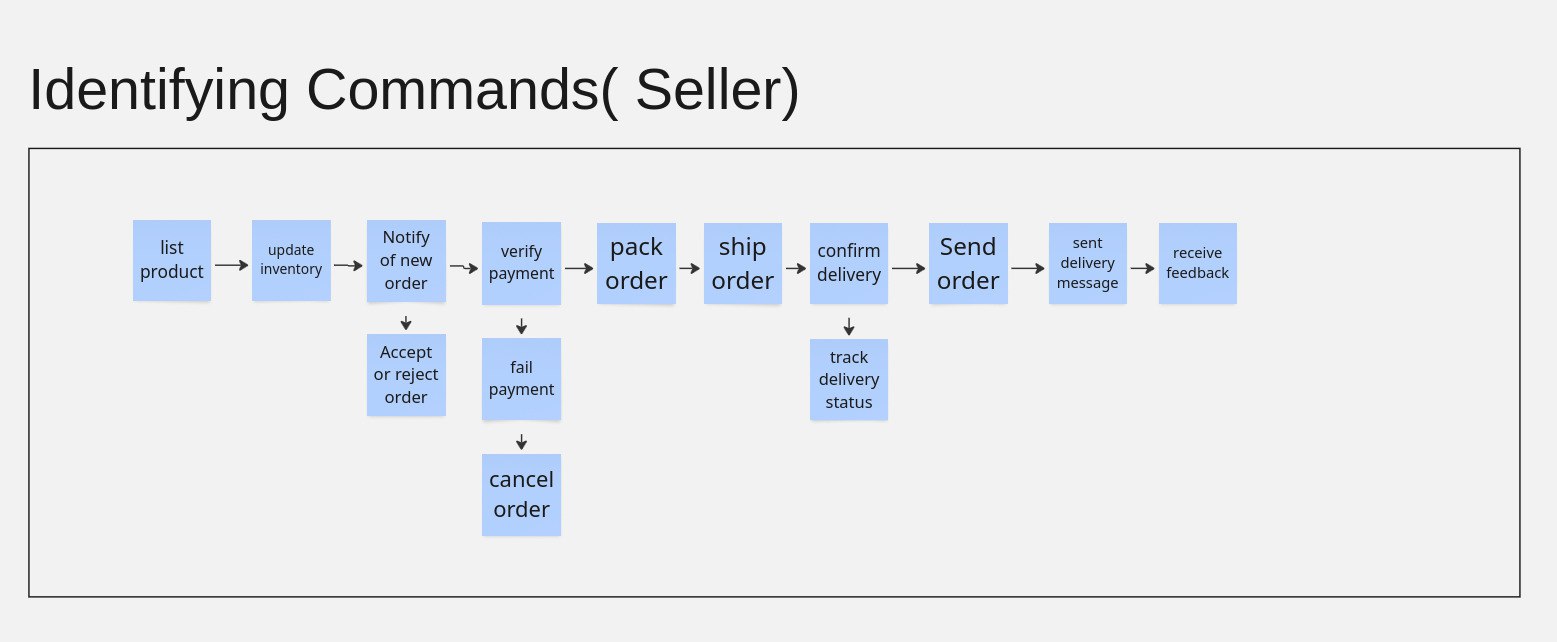 Identifying Commands( Seller)
list
product
update
inventory
Notify
of new
order
verify
payment
pack
order
ship
order
confirm
delivery
Send
order
sent
delivery
message
receive
feedback
Accept
or reject
order
fail
payment
track
delivery
status
cancel
order